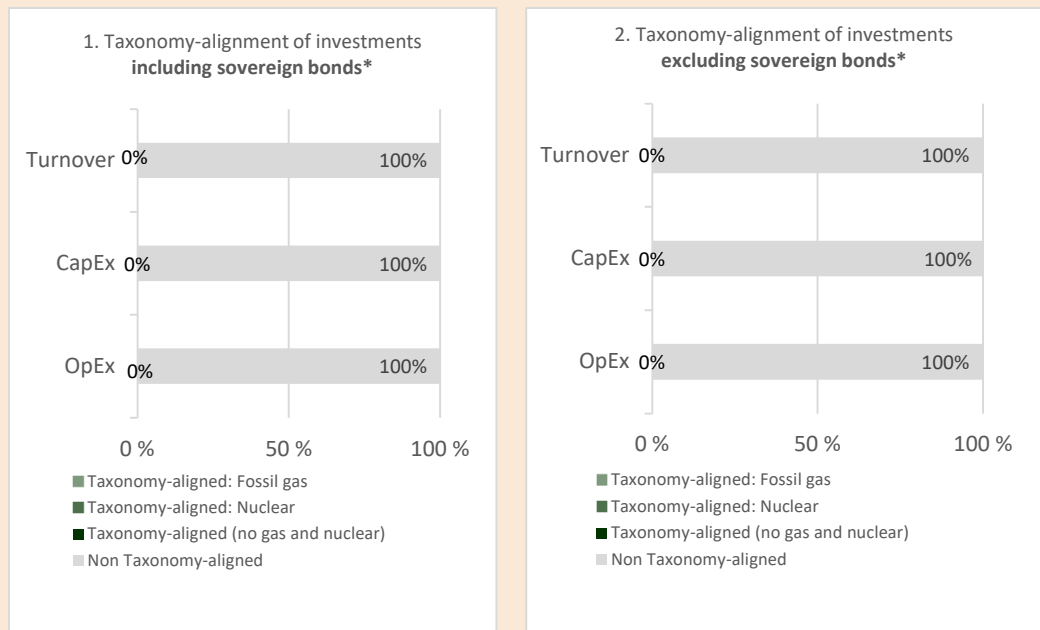 1. Taxonomy-alignment of investments
including sovereign bonds*
Turnover 0% 100%
CapEx 0% 100%
OpEx 0% 100%
0 % 50 % 100 %
Taxonomy-aligned: Fossil gas
Taxonomy-aligned: Nuclear
Taxonomy-aligned (no gas and nuclear)
Non Taxonomy-aligned
2. Taxonomy-alignment of investments
excluding sovereign bonds*
Turnover 0% 100%
CapEx 0% 100%
OpEx 0% 100%
0 % 50 % 100 %
Taxonomy-aligned: Fossil gas
Taxonomy-aligned: Nuclear
Taxonomy-aligned (no gas and nuclear)
Non Taxonomy-aligned